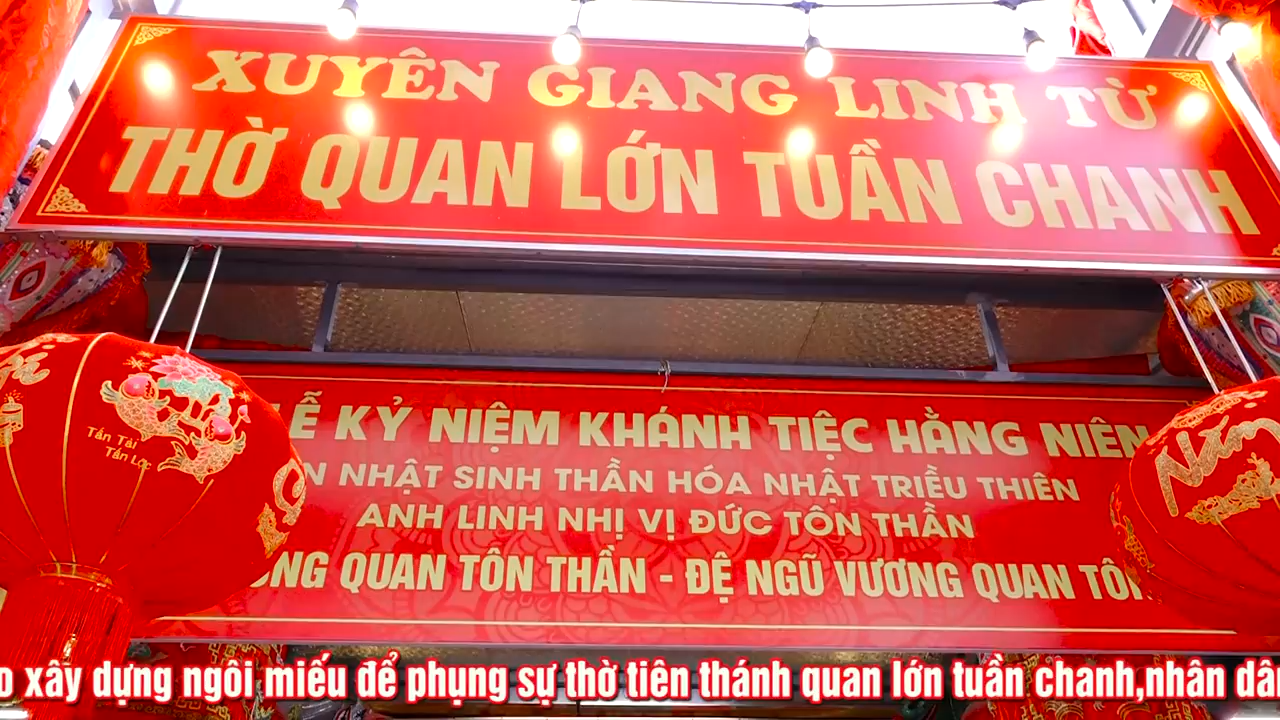 XUYÊN GIANG LINH TỪ
THỜ QUAN LỚN TUẦN CHANH
LỄ KỶ NIỆM KHÁNH TIỆC HẰNG NIÊN
NHẬT SINH THẦN HÓA NHẬT TRIỀU THIÊN
ANH LINH NHỊ VỊ ĐỨC TÔN THẦN
QUAN TÔN THẦN - ĐỆ NGŨ VƯƠNG QUAN TÔN
Tấn Tài
Tấn Lộc
Năm
xây dựng ngôi miếu để phụng sự thờ tiên thánh quan lớn tuần chanh,nhân